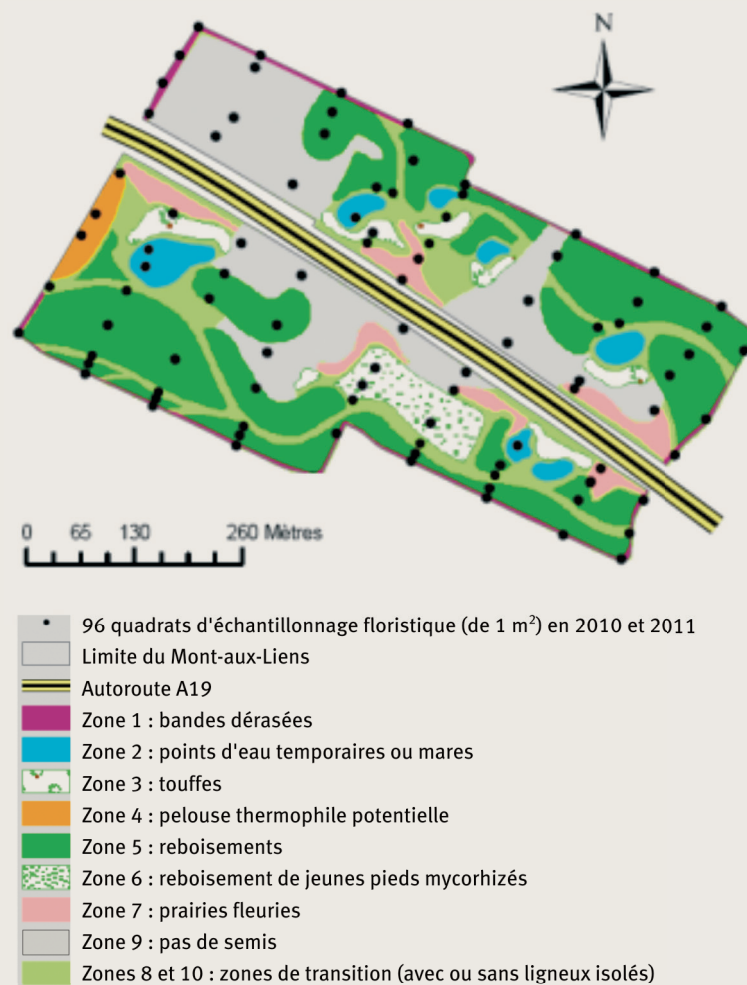 N
0 65 130 260 Mètres
96 quadrats d'échantillonnage floristique (de 1 m²) en 2010 et 2011
Limite du Mont-aux-Liens
Autoroute A19
Zone 1 : bandes dérasées
Zone 2 : points d'eau temporaires ou mares
Zone 3 : touffes
Zone 4 : pelouse thermophile potentielle
Zone 5 : reboisements
Zone 6 : reboisement de jeunes pieds mycorhizés
Zone 7 : prairies fleuries
Zone 9 : pas de semis
Zones 8 et 10 : zones de transition (avec ou sans ligneux isolés)